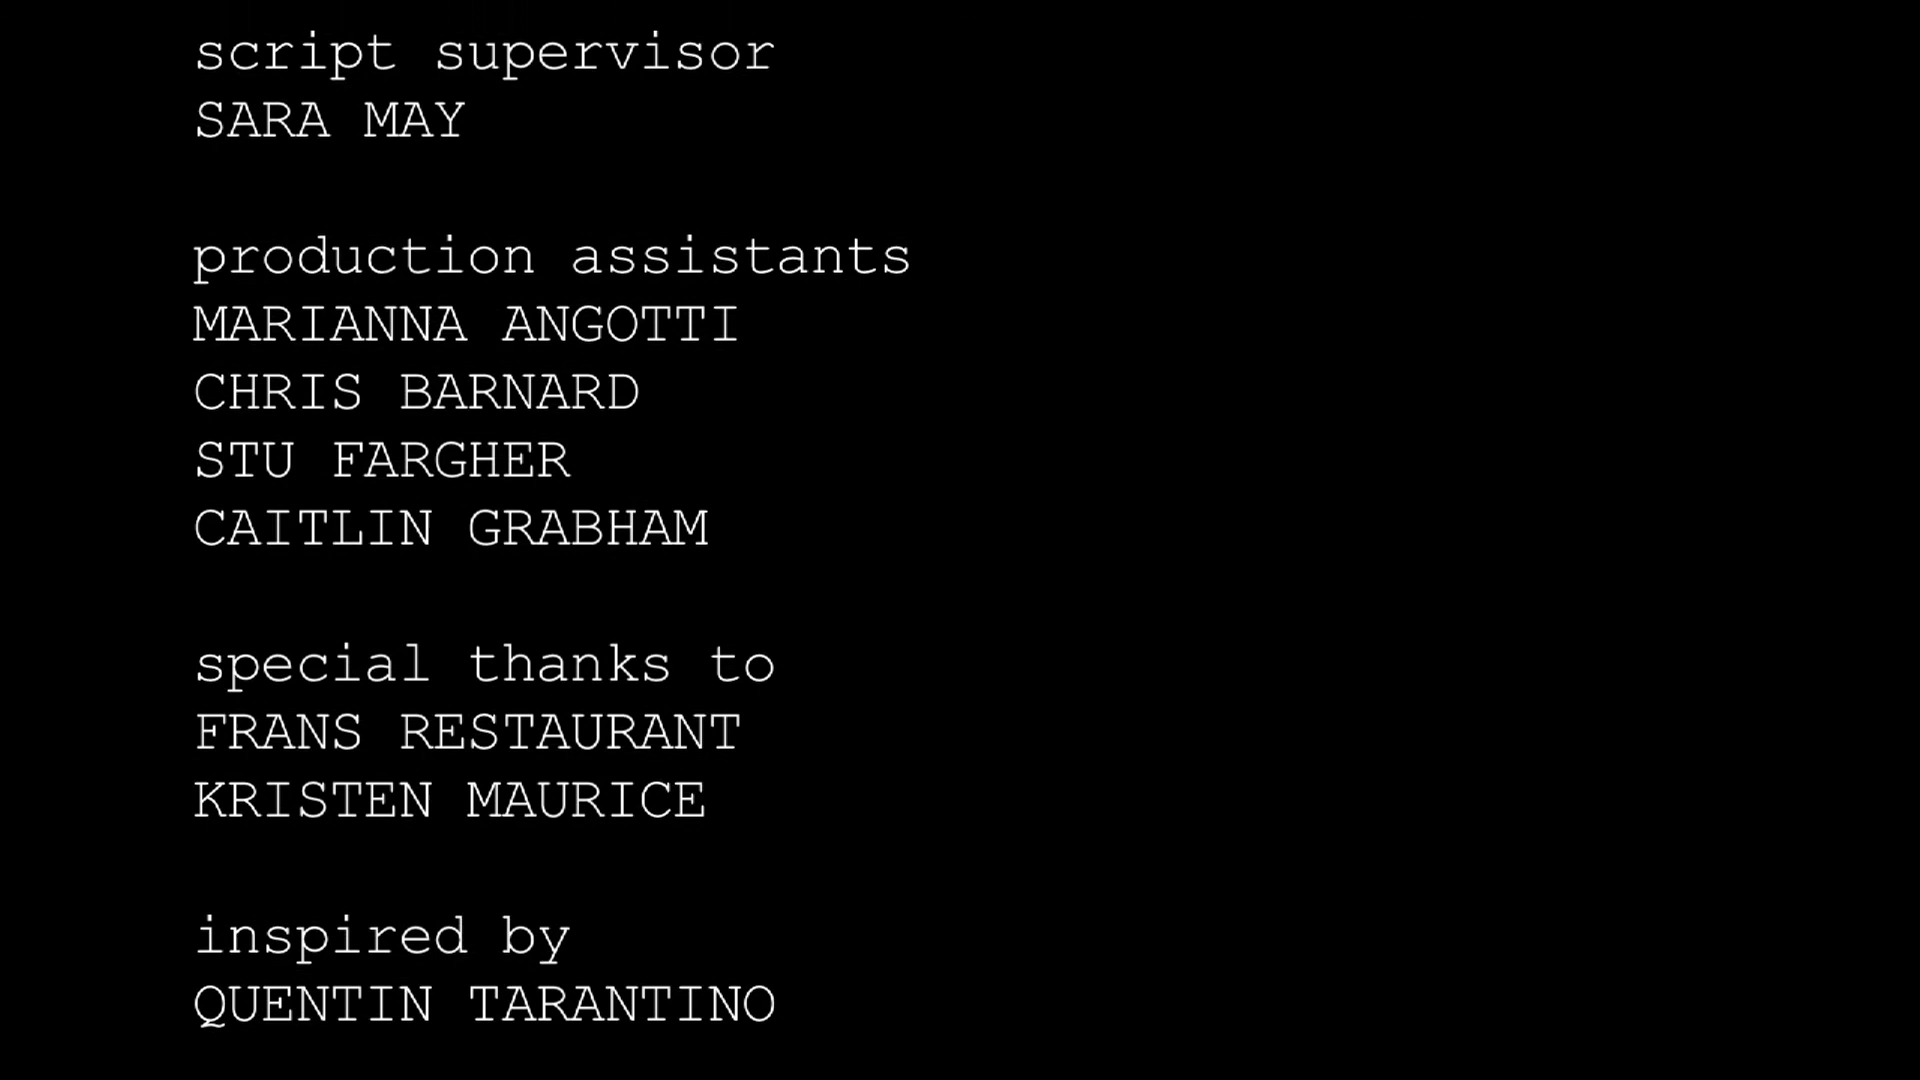 script supervisor
SARA MAY
production assistants
MARIANNA ANGOTTI
CHRIS BARNARD
STU FARGHER
CAITLIN GRABHAM
special thanks to
FRANS RESTAURANT
KRISTEN MAURICE
inspired by
QUENTIN TARANTINO